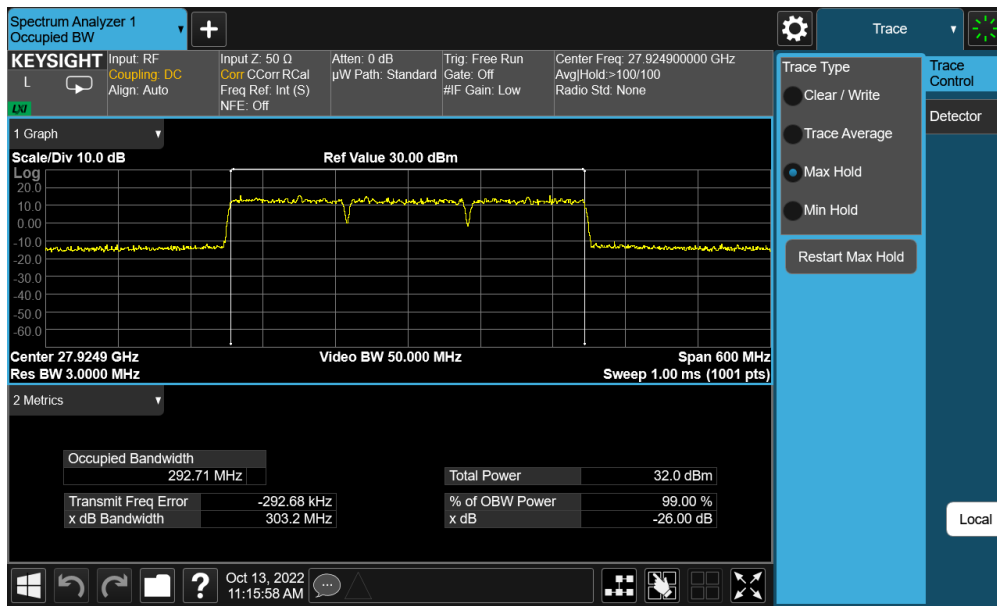 Spectrum Analyzer 1
Occupied BW
+
Trace
KEYSIGHT
L
LXI
Input: RF
Coupling: DC
Align: Auto
Input Z: 50 Ω
Corr CCorr RCal
Freq Ref: Int (S)
NFE: Off
Atten: 0 dB
µW Path: Standard
Trig: Free Run
Gate: Off
#IF Gain: Low
Center Freq: 27.924900000 GHz
Avg|Hold:>100/100
Radio Std: None
Trace Type
Clear / Write
Trace Average
Max Hold
Min Hold
Restart Max Hold
Trace
Control
Detector
1 Graph
Scale/Div 10.0 dB
Ref Value 30.00 dBm
Log
20.0
10.0
0.00
-10.0
-20.0
-30.0
-40.0
-50.0
-60.0
Center 27.9249 GHz
Video BW 50.000 MHz
Span 600 MHz
Res BW 3.0000 MHz
Sweep 1.00 ms (1001 pts)
2 Metrics
Occupied Bandwidth
292.71 MHz
Total Power 32.0 dBm
Transmit Freq Error -292.68 kHz
% of OBW Power 99.00 %
x dB Bandwidth 303.2 MHz
x dB -26.00 dB
Local
?
Oct 13, 2022
11:15:58 AM